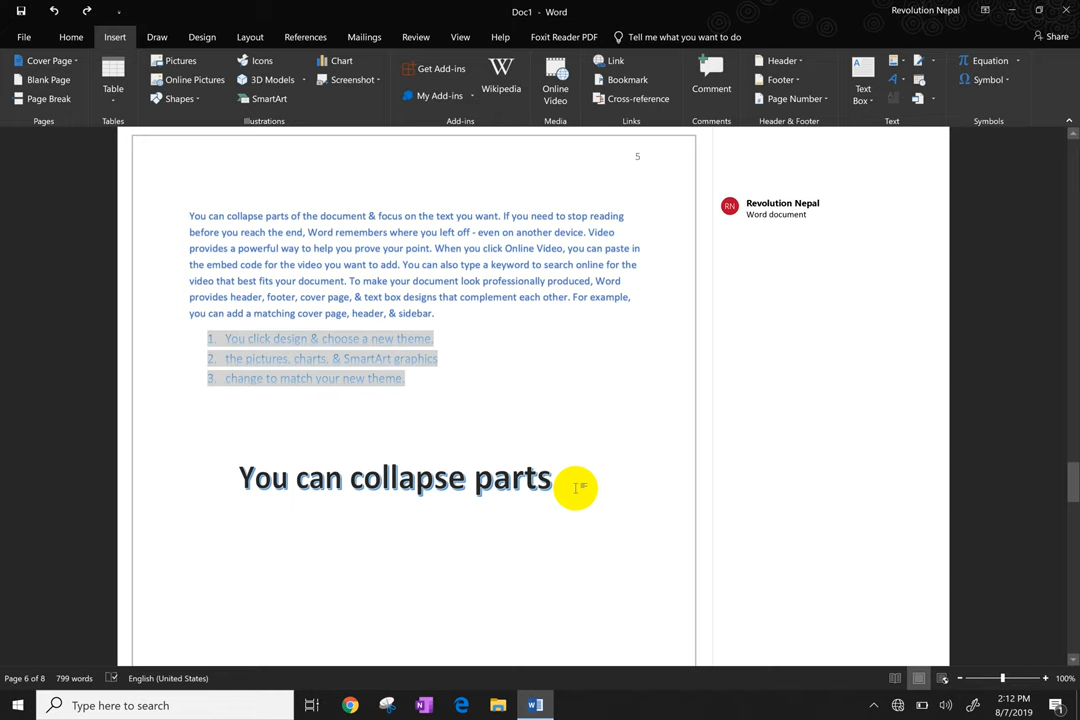 Doc1 - Word
Revolution Nepal
File Home Insert Draw Design Layout References Mailings Review View Help Foxit Reader PDF Tell me what you want to do Share
Cover Page
Blank Page
Page Break
Pages
Table
Tables
Pictures
Online Pictures
Shapes
Icons
3D Models
SmartArt
Chart
Screenshot
Illustrations
Get Add-ins
My Add-ins
Wikipedia
Add-ins
Online
Video
Media
Link
Bookmark
Cross-reference
Links
Comment
Comments
Header
Footer
Page Number
Header & Footer
Text
Box
A
Text
Equation
Symbol
Symbols
5
You can collapse parts of the document & focus on the text you want. If you need to stop reading
before you reach the end, Word remembers where you left off - even on another device. Video
provides a powerful way to help you prove your point. When you click Online Video, you can paste in
the embed code for the video you want to add. You can also type a keyword to search online for the
video that best fits your document. To make your document look professionally produced, Word
provides header, footer, cover page, & text box designs that complement each other. For example,
you can add a matching cover page, header, & sidebar.
1. You click design & choose a new theme,
2. the pictures, charts, & SmartArt graphics
3. change to match your new theme.
You can collapse parts
RN
Revolution Nepal
Word document
Page 6 of 8 799 words English (United States) 100%
Type here to search
2:12 PM
8/7/2019